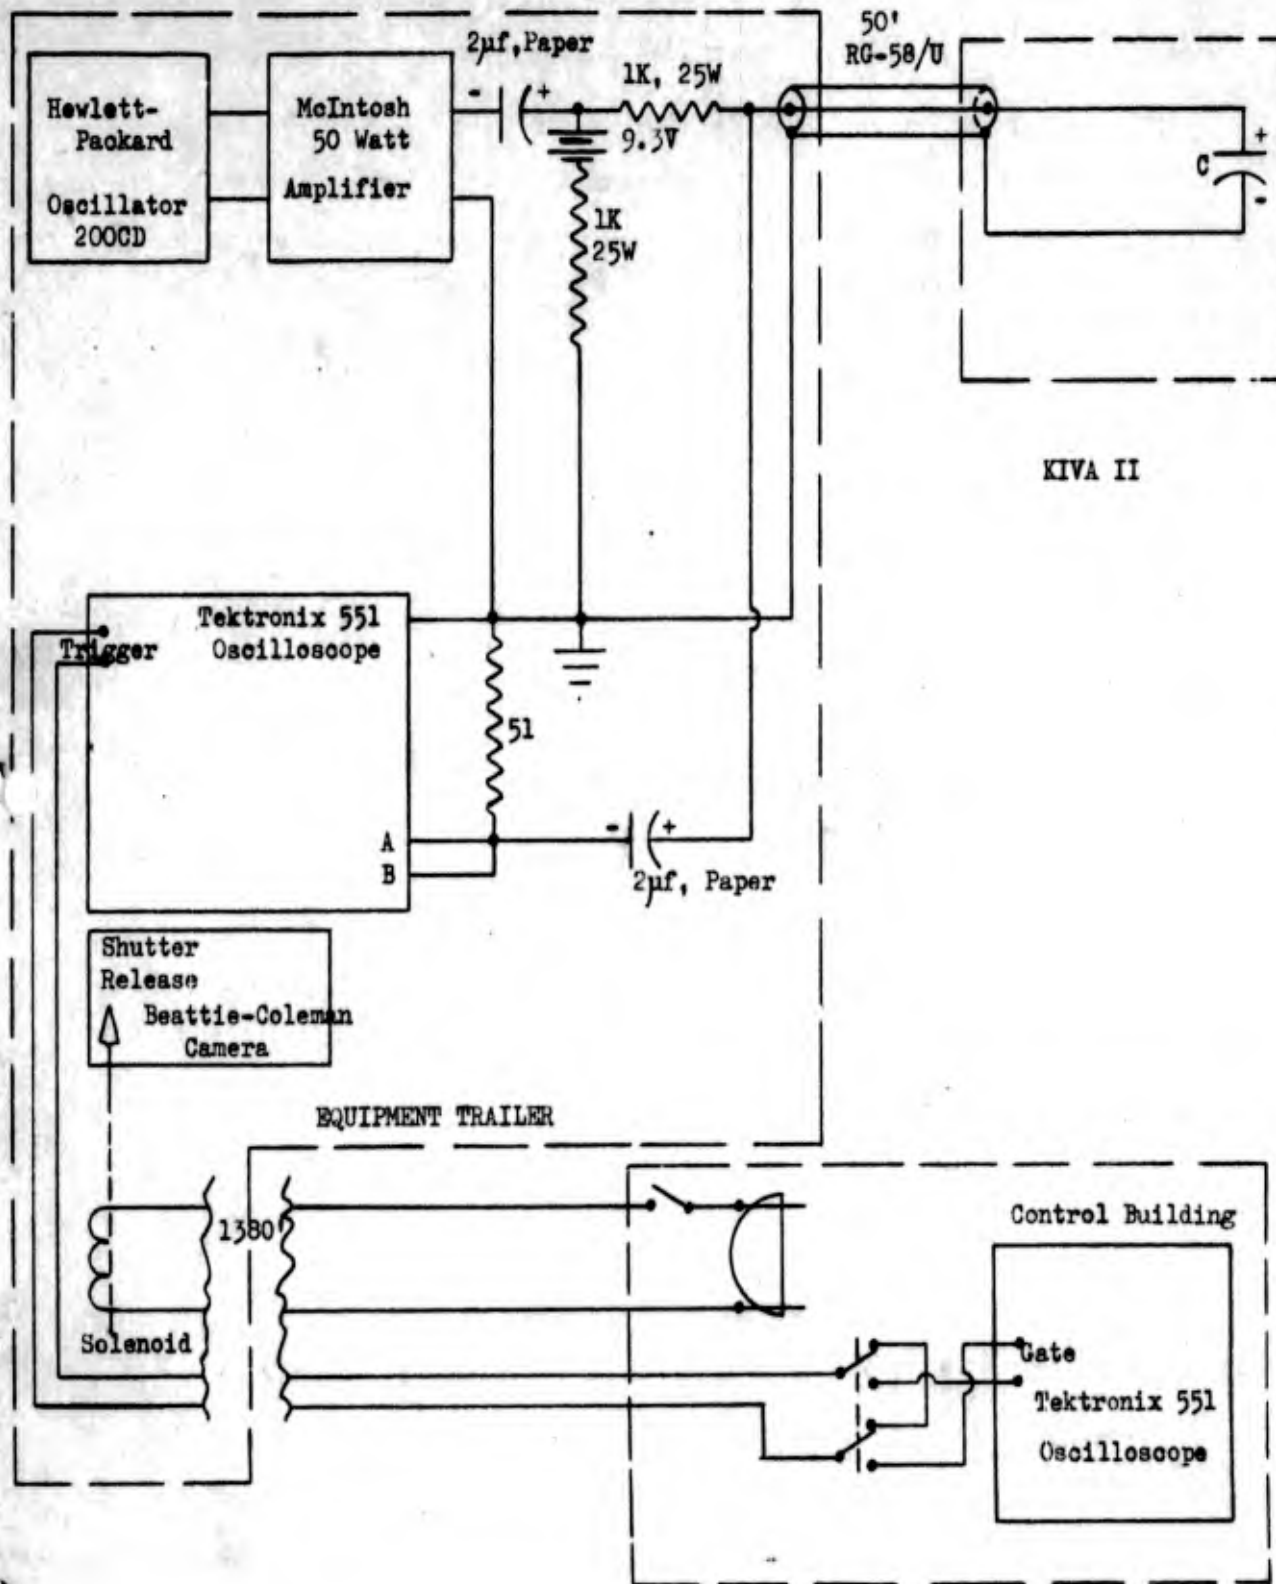 2µf, Paper
50'
RG-58/U
1K, 25W
Hewlett-
Packard
Oscillator
200CD
McIntosh
50 Watt
Amplifier
-
+
9.3V
1K
25W
C
+
-
KIVA II
Tektronix 551
Oscilloscope
Trigger
51
A
B
-
+
2µf, Paper
Shutter
Release
Beattie-Coleman
Camera
EQUIPMENT TRAILER
1380'
Solenoid
Control Building
Gate
Tektronix 551
Oscilloscope